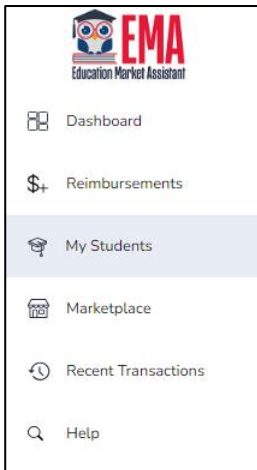 EMA
Education Market Assistant
Dashboard
$+ Reimbursements
My Students
Marketplace
Recent Transactions
Help